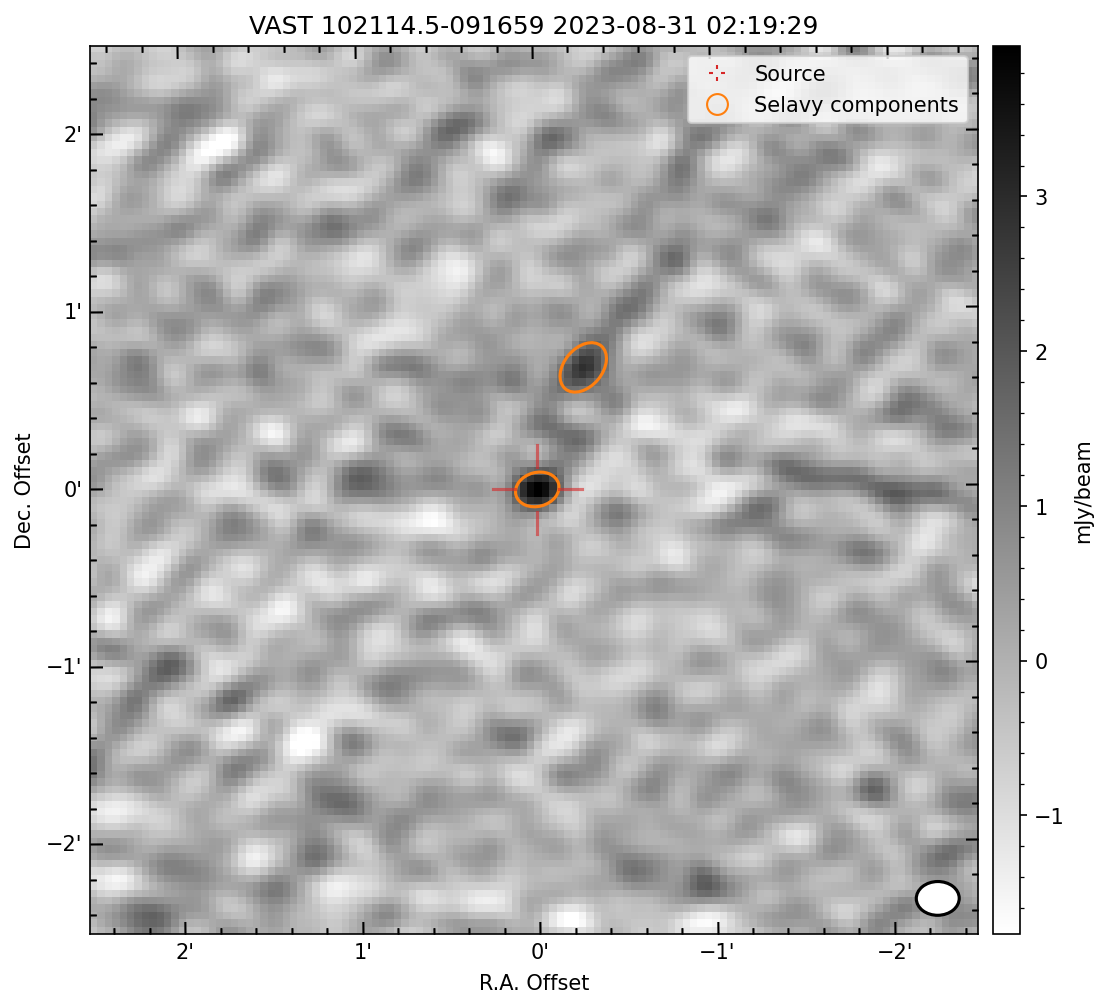 VAST 102114.5-091659 2023-08-31 02:19:29
Source
Selavy components
2'
1'
0'
−1'
−2'
Dec. Offset
2'
1'
0'
−1'
−2'
R.A. Offset
3
2
1
0
−1
mJy/beam